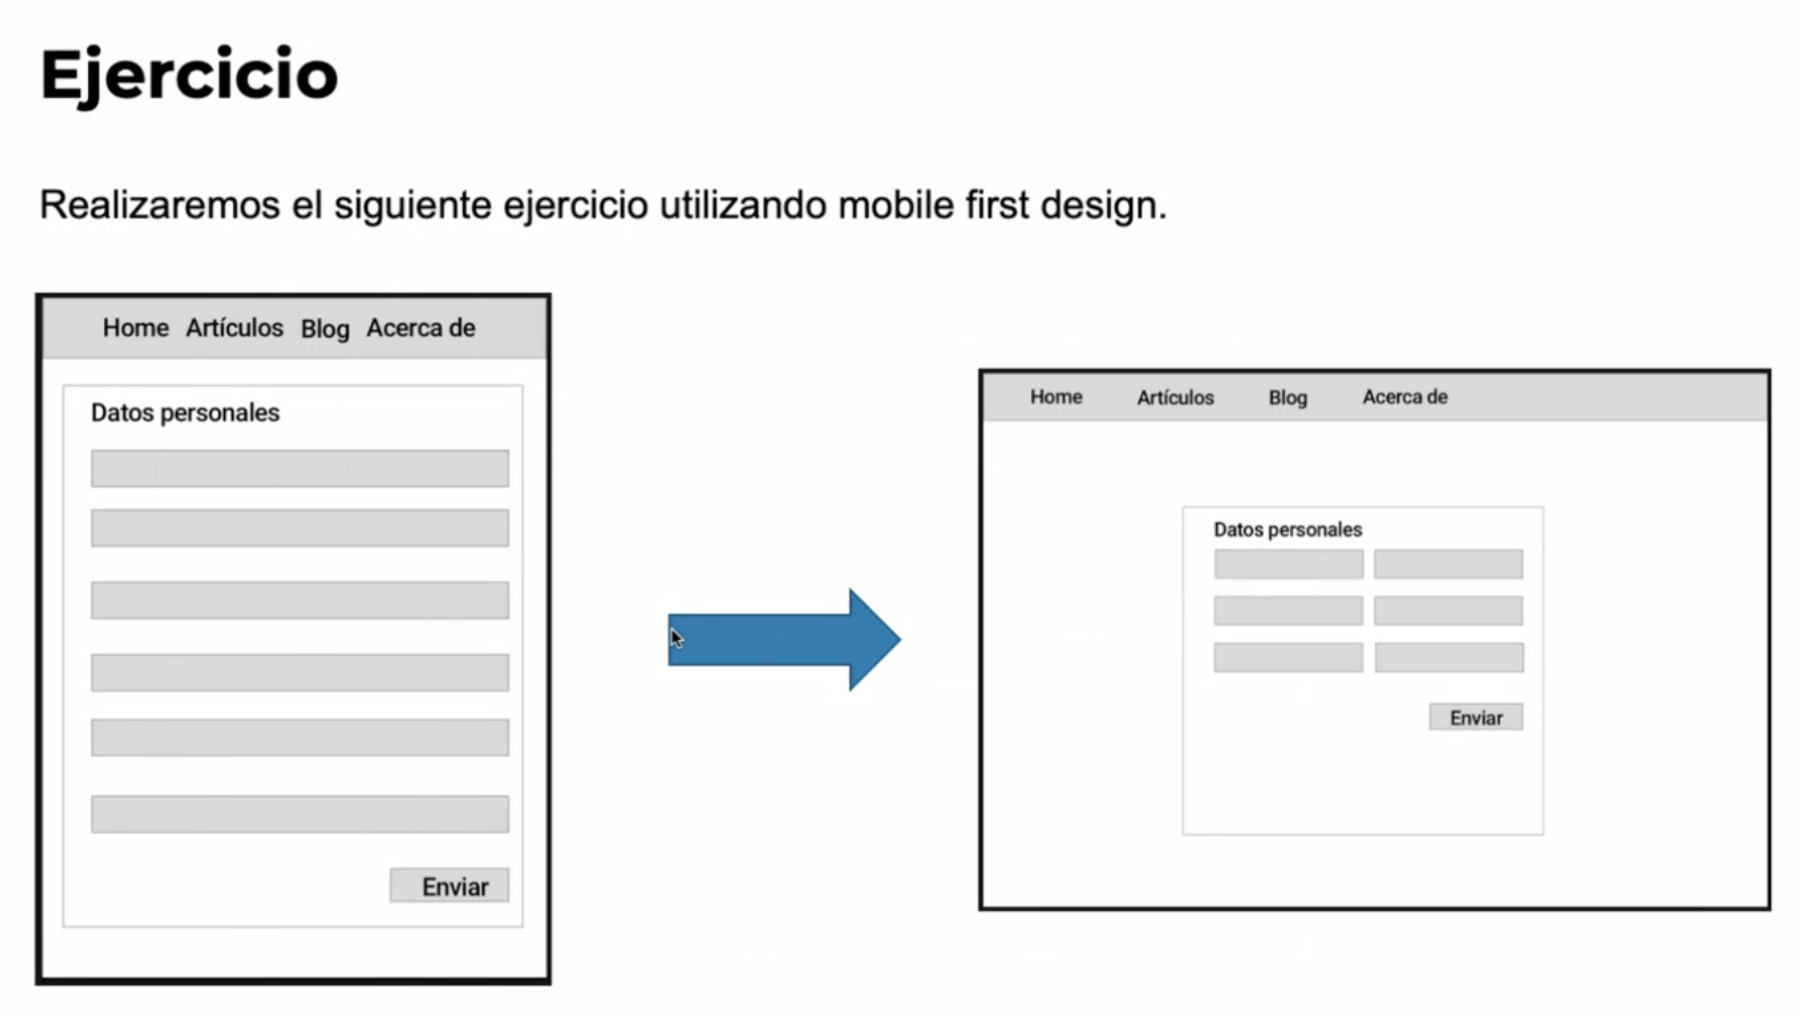 Ejercicio
Realizaremos el siguiente ejercicio utilizando mobile first design.
Home Artículos Blog Acerca de
Datos personales
Enviar
Home Artículos Blog Acerca de
Datos personales
Enviar